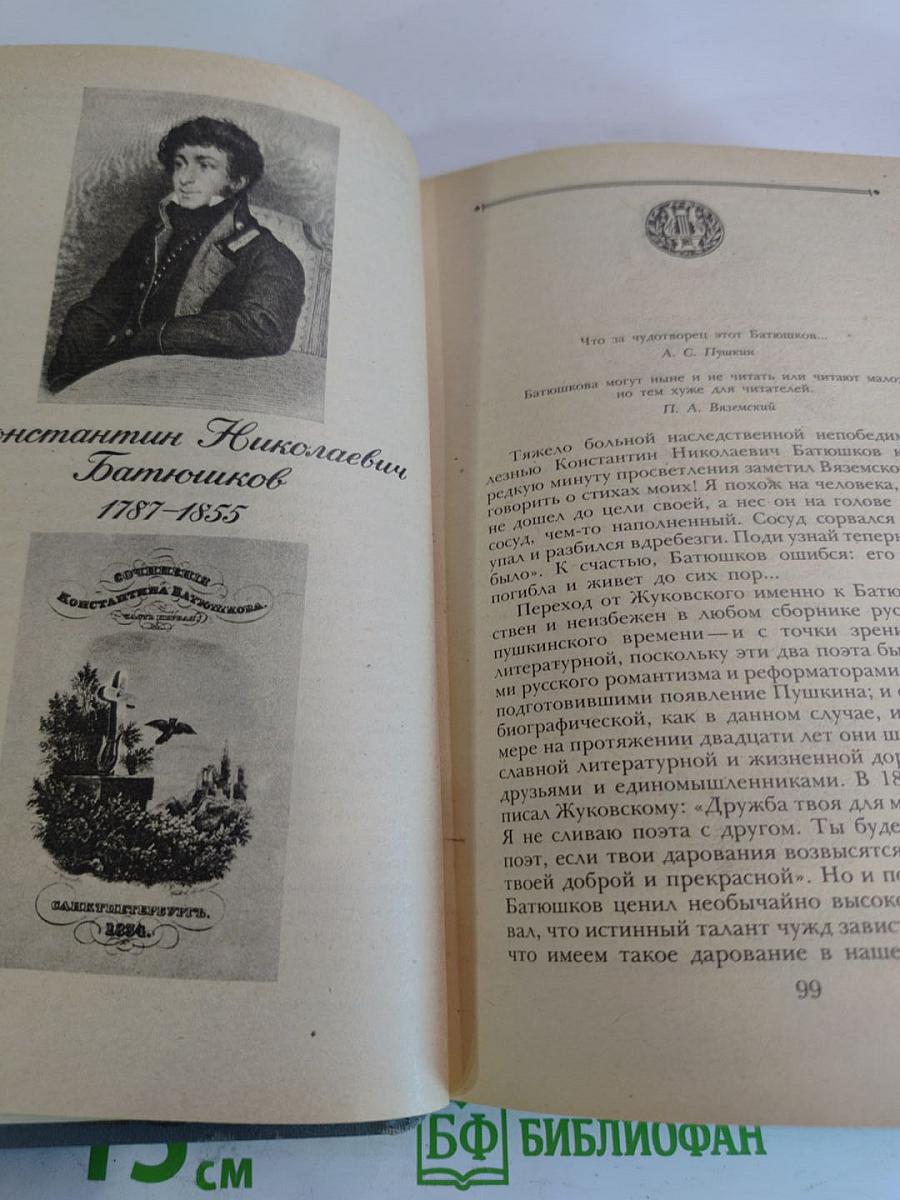 онстантин Николаевич
Батюшков
1787–1855
СОЧИНЕНІЯ
КОНСТАНТИНА БАТЮШКОВА.
ЧАСТЬ ПЕРВАЯ
САНКТПЕТЕРБУРГЪ.
1834.
Что за чудотворец этот Батюшков...
А. С. Пушкин
Батюшкова могут ныне и не читать или читают мало,
но тем хуже для читателей.
П. А. Вяземский
Тяжело больной наследственной непобедим
лезнью Константин Николаевич Батюшков
редкую минуту просветления заметил Вяземско
говорить о стихах моих! Я похож на человека,
не дошел до цели своей, а нес он на голове
сосуд, чем-то наполненный. Сосуд сорвался
упал и разбился вдребезги. Поди узнай теперь
было». К счастью, Батюшков ошибся: его
погибла и живет до сих пор...
Переход от Жуковского именно к Батю
ствен и неизбежен в любом сборнике рус
пушкинского времени — и с точки зрени
литературной, поскольку эти два поэта бы
ми русского романтизма и реформаторами
подготовившими появление Пушкина; и с
биографической, как в данном случае, и
мере на протяжении двадцати лет они ш
славной литературной и жизненной дор
друзьями и единомышленниками. В 18
писал Жуковскому: «Дружба твоя для м
Я не сливаю поэта с другом. Ты буде
поэт, если твои дарования возвысятся
твоей доброй и прекрасной». Но и по
Батюшков ценил необычайно высоко
вал, что истинный талант чужд завист
что имеем такое дарование в наше
99
15 см
БФ БИБЛИОФАН